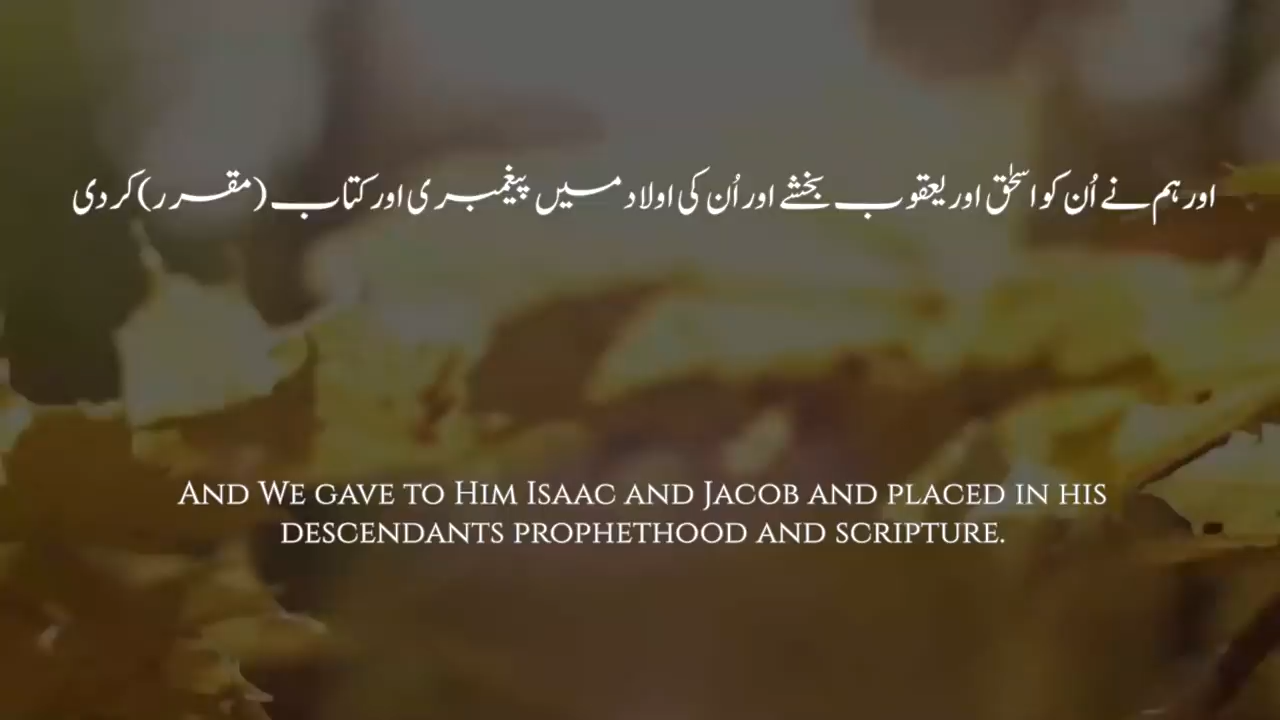 اور ہم نے اُن کو اسحٰق اور یعقوب بخشے اور اُن کی اولاد میں پیغمبری اور کتاب (مقرر) کر دی
And We gave to Him Isaac and Jacob and placed in his
descendants prophethood and scripture.